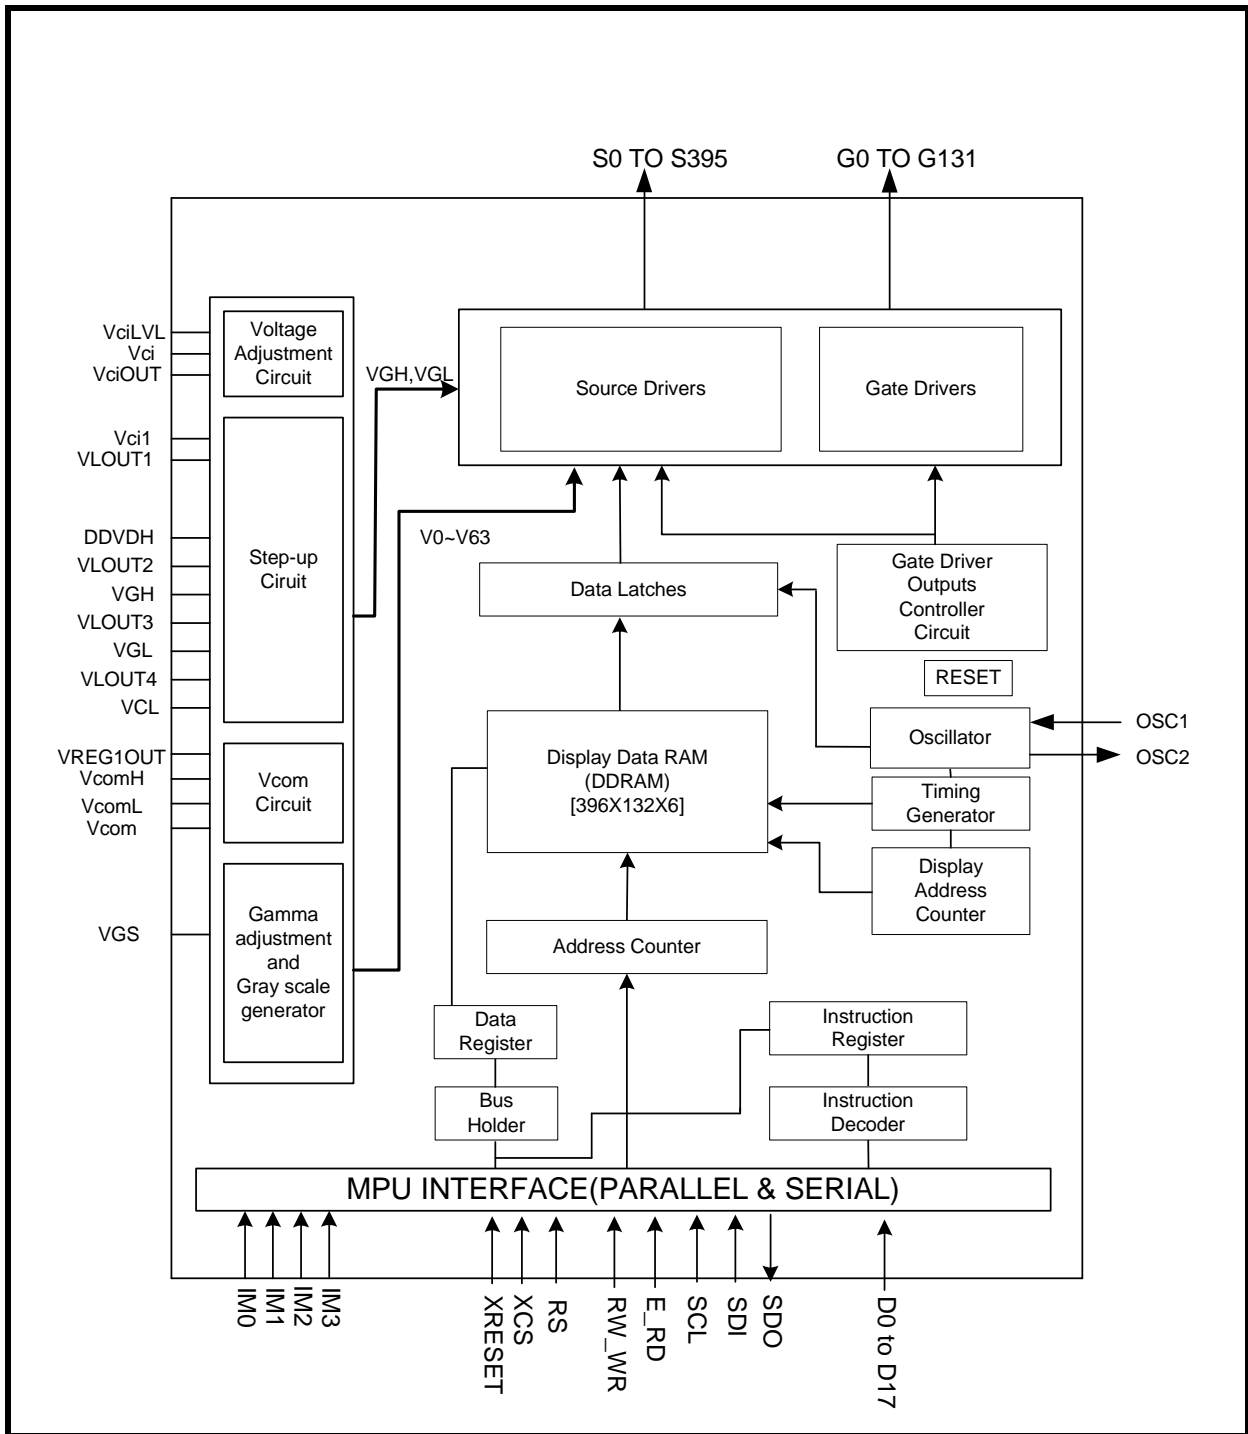 S0 TO S395
G0 TO G131
VciLVL
Vci
VciOUT
Voltage
Adjustment
Circuit
VGH,VGL
Source Drivers
Gate Drivers
Vci1
VLOUT1
DDVDH
VLOUT2
VGH
VLOUT3
VGL
VLOUT4
VCL
Step-up
Ciruit
V0~V63
Data Latches
Gate Driver
Outputs
Controller
Circuit
RESET
Oscillator
OSC1
OSC2
VREG1OUT
VcomH
VcomL
Vcom
Vcom
Circuit
Display Data RAM
(DDRAM)
[396X132X6]
Timing
Generator
Display
Address
Counter
VGS
Gamma
adjustment
and
Gray scale
generator
Address Counter
Data
Register
Instruction
Register
Bus
Holder
Instruction
Decoder
MPU INTERFACE(PARALLEL & SERIAL)
IM0
IM1
IM2
IM3
XRESET
XCS
RS
RW_WR
E_RD
SCL
SDI
SDO
D0 to D17